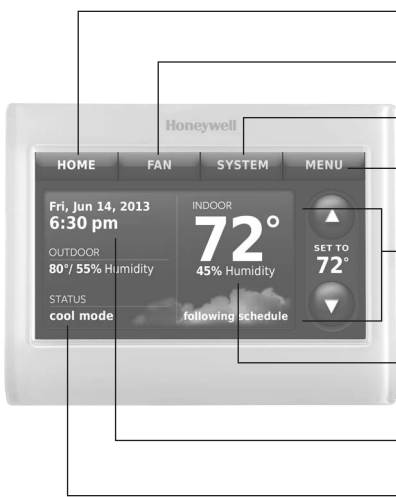 Honeywell
HOME FAN SYSTEM MENU
Fri, Jun 14, 2013
6:30 pm
OUTDOOR
80°/ 55% Humidity
STATUS
cool mode
INDOOR
72°
45% Humidity
following schedule
SET TO
72°